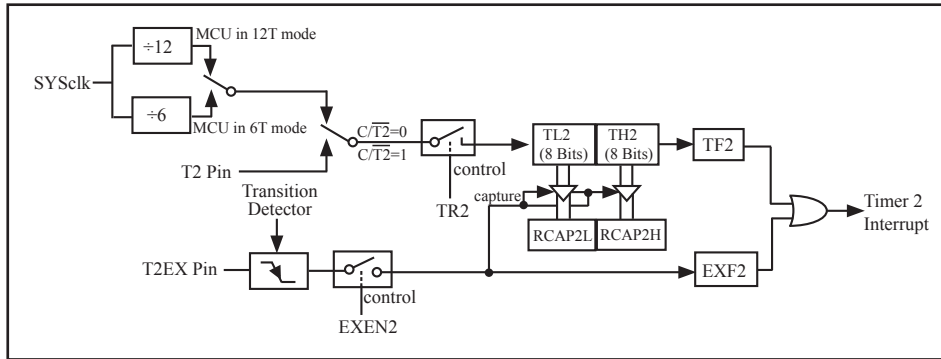 ÷12
MCU in 12T mode
SYSclk
÷6
MCU in 6T mode
C/T2=0
C/T2=1
T2 Pin
control
TR2
TL2
(8 Bits)
TH2
(8 Bits)
TF2
capture
RCAP2L
RCAP2H
Timer 2
Interrupt
Transition
Detector
T2EX Pin
control
EXEN2
EXF2